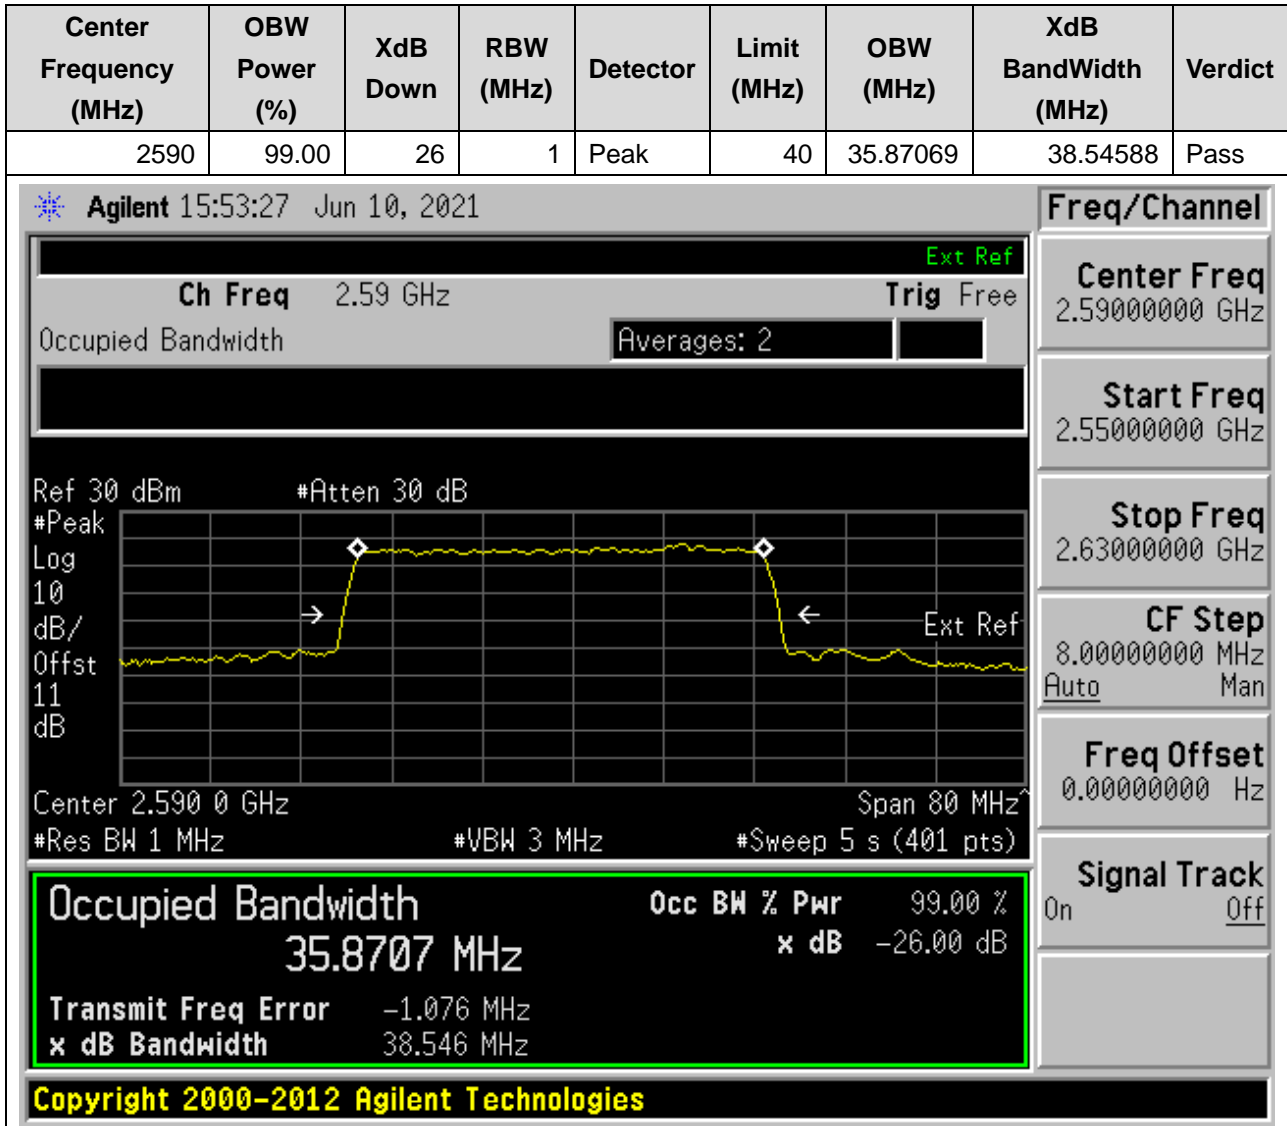 Center Frequency (MHz) OBW Power (%) XdB Down RBW (MHz) Detector Limit (MHz) OBW (MHz) XdB BandWidth (MHz) Verdict
2590 99.00 26 1 Peak 40 35.87069 38.54588 Pass
Agilent 15:53:27 Jun 10, 2021
Ext Ref
Ch Freq 2.59 GHz Trig Free
Occupied Bandwidth Averages: 2
Ref 30 dBm #Atten 30 dB
#Peak
Log
10
dB/
Offst
11
dB
Ext Ref
Center 2.590 0 GHz Span 80 MHz^
#Res BW 1 MHz #VBW 3 MHz #Sweep 5 s (401 pts)
Occupied Bandwidth Occ BW % Pwr 99.00 %
35.8707 MHz x dB -26.00 dB
Transmit Freq Error -1.076 MHz
x dB Bandwidth 38.546 MHz
Copyright 2000-2012 Agilent Technologies
Freq/Channel
Center Freq
2.59000000 GHz
Start Freq
2.55000000 GHz
Stop Freq
2.63000000 GHz
CF Step
8.00000000 MHz
Auto Man
Freq Offset
0.00000000 Hz
Signal Track
On Off